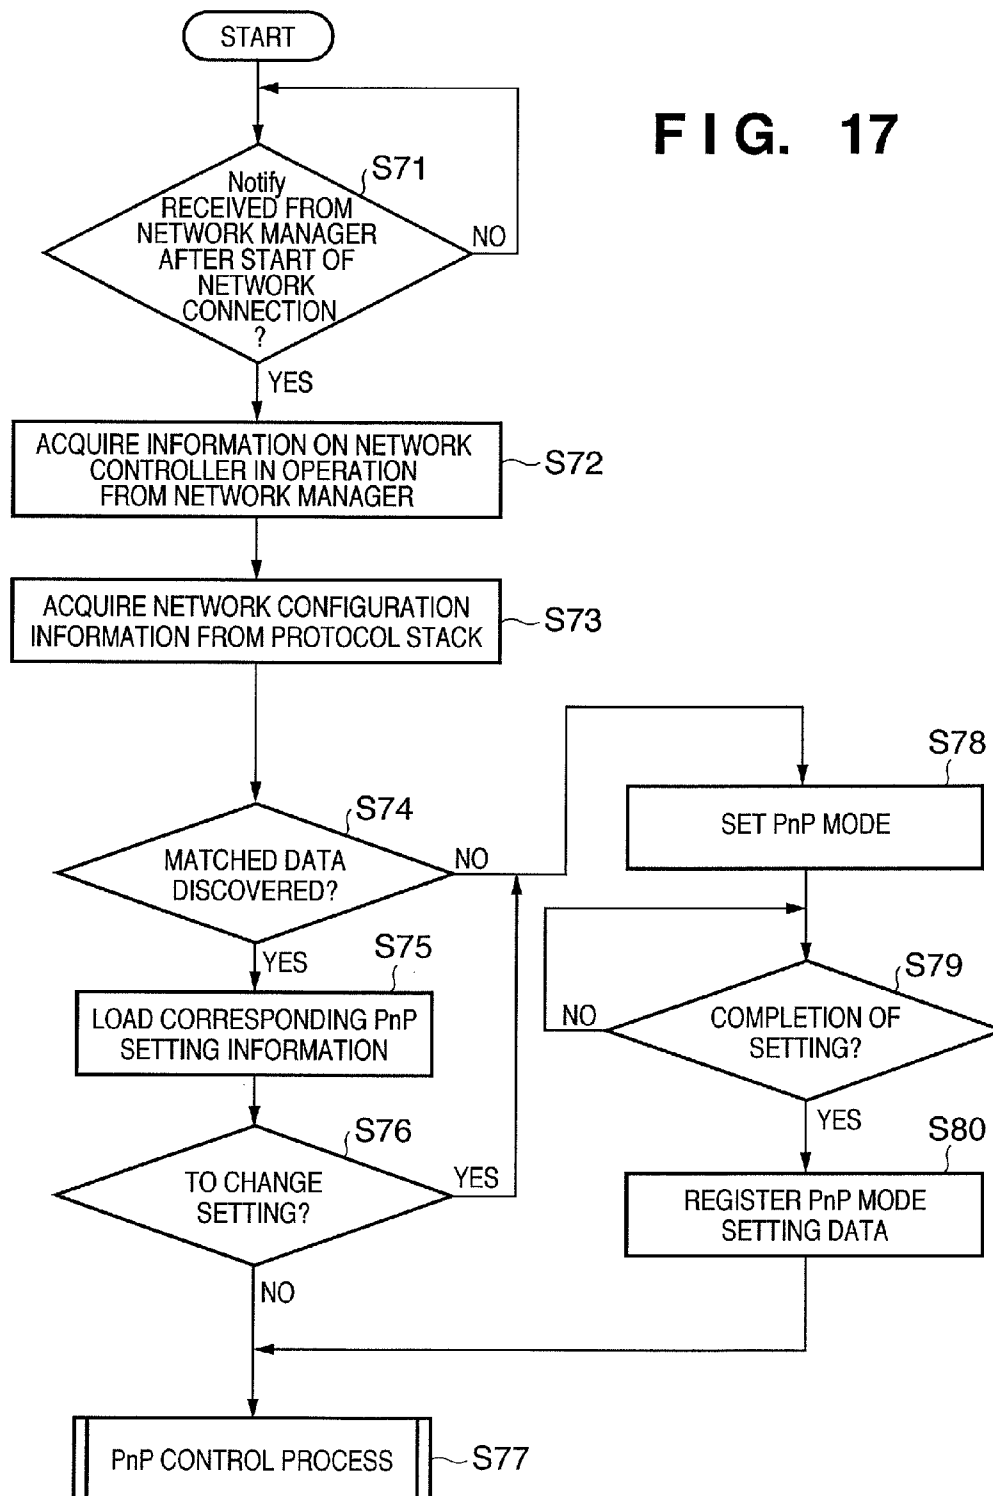 START
FIG. 17
S71
Notify
RECEIVED FROM
NETWORK MANAGER
AFTER START OF
NETWORK
CONNECTION
?
NO
YES
ACQUIRE INFORMATION ON NETWORK
CONTROLLER IN OPERATION
FROM NETWORK MANAGER
S72
ACQUIRE NETWORK CONFIGURATION
INFORMATION FROM PROTOCOL STACK
S73
S74
MATCHED DATA
DISCOVERED?
NO
YES
S75
LOAD CORRESPONDING PnP
SETTING INFORMATION
S76
TO CHANGE
SETTING?
YES
NO
S78
SET PnP MODE
S79
COMPLETION OF
SETTING?
NO
YES
S80
REGISTER PnP MODE
SETTING DATA
PnP CONTROL PROCESS
S77